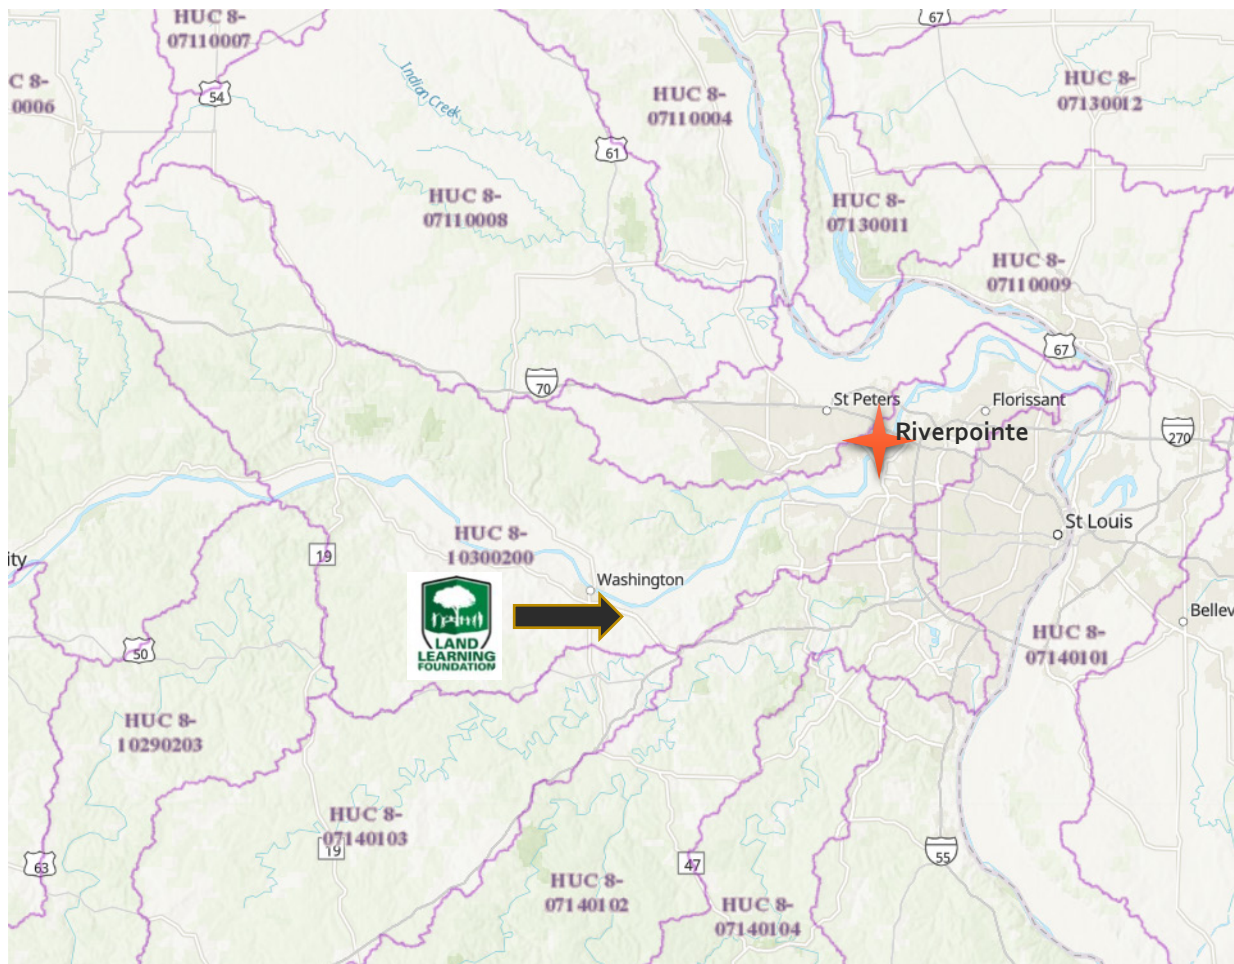 HUC 8-
07110007
67
C 8-
0006
54
Indian Creek
HUC 8-
07110004
HUC 8-
07130012
61
HUC 8-
07110008
HUC 8-
07130011
HUC 8-
07110009
67
70
St Peters
Florissant
Riverpointe
270
St Louis
HUC 8-
10300200
ity
19
Washington
LAND
LEARNING
FOUNDATION
Bellev
HUC 8-
07140101
50
HUC 8-
10290203
HUC 8-
07140103
19
63
47
55
HUC 8-
07140102
HUC 8-
07140104